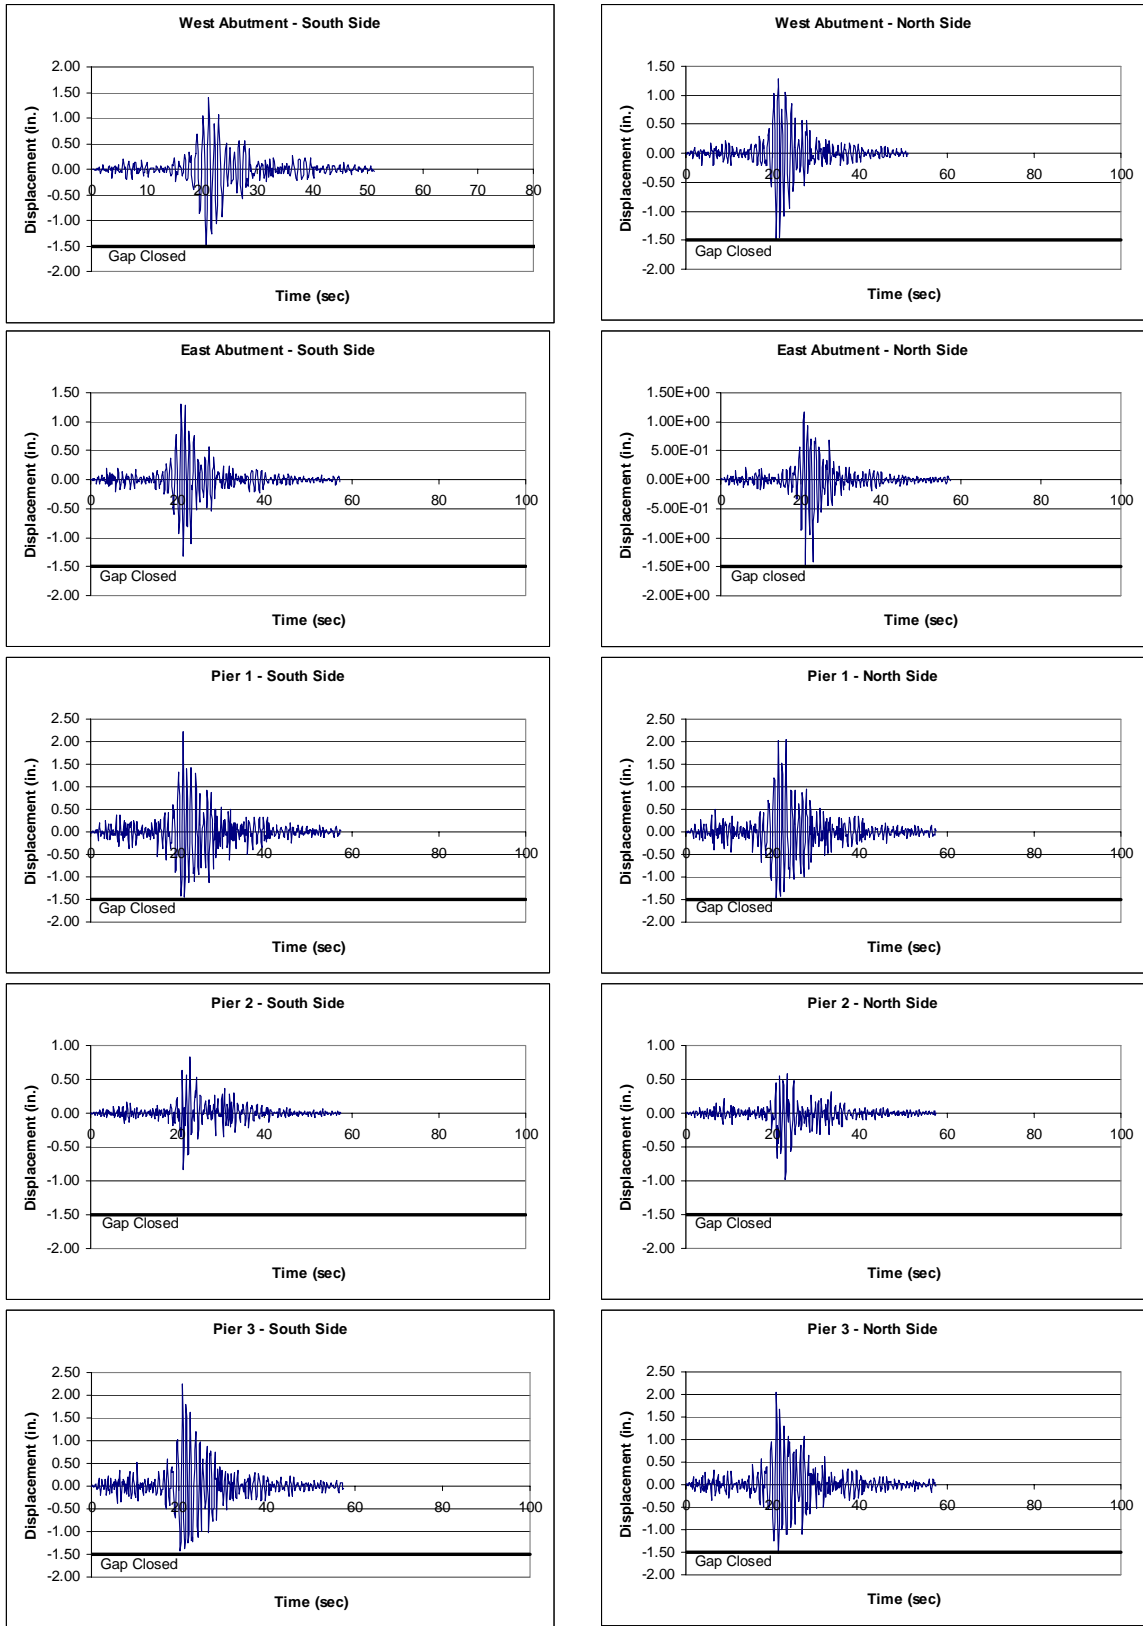 West Abutment - South Side
2.00
1.50
1.00
0.50
0.00
-0.50
-1.00
-1.50
-2.00
0 10 20 30 40 50 60 70 80
Displacement (in.)
Gap Closed
Time (sec)
West Abutment - North Side
1.50
1.00
0.50
0.00
-0.50
-1.00
-1.50
-2.00
0 20 40 60 80 100
Displacement (in.)
Gap Closed
Time (sec)
East Abutment - South Side
1.50
1.00
0.50
0.00
-0.50
-1.00
-1.50
-2.00
0 20 40 60 80 100
Displacement (in.)
Gap Closed
Time (sec)
East Abutment - North Side
1.50E+00
1.00E+00
5.00E-01
0.00E+00
-5.00E-01
-1.00E+00
-1.50E+00
-2.00E+00
0 20 40 60 80 100
Displacement (in.)
Gap closed
Time (sec)
Pier 1 - South Side
2.50
2.00
1.50
1.00
0.50
0.00
-0.50
-1.00
-1.50
-2.00
0 20 40 60 80 100
Displacement (in.)
Gap Closed
Time (sec)
Pier 1 - North Side
2.50
2.00
1.50
1.00
0.50
0.00
-0.50
-1.00
-1.50
-2.00
0 20 40 60 80 100
Displacement (in.)
Gap Closed
Time (sec)
Pier 2 - South Side
1.00
0.50
0.00
-0.50
-1.00
-1.50
-2.00
0 20 40 60 80 100
Displacement (in.)
Gap Closed
Time (sec)
Pier 2 - North Side
1.00
0.50
0.00
-0.50
-1.00
-1.50
-2.00
0 20 40 60 80 100
Displacement (in.)
Gap Closed
Time (sec)
Pier 3 - South Side
2.50
2.00
1.50
1.00
0.50
0.00
-0.50
-1.00
-1.50
-2.00
0 20 40 60 80 100
Displacement (in.)
Gap Closed
Time (sec)
Pier 3 - North Side
2.50
2.00
1.50
1.00
0.50
0.00
-0.50
-1.00
-1.50
-2.00
0 20 40 60 80 100
Displacement (in.)
Gap Closed
Time (sec)